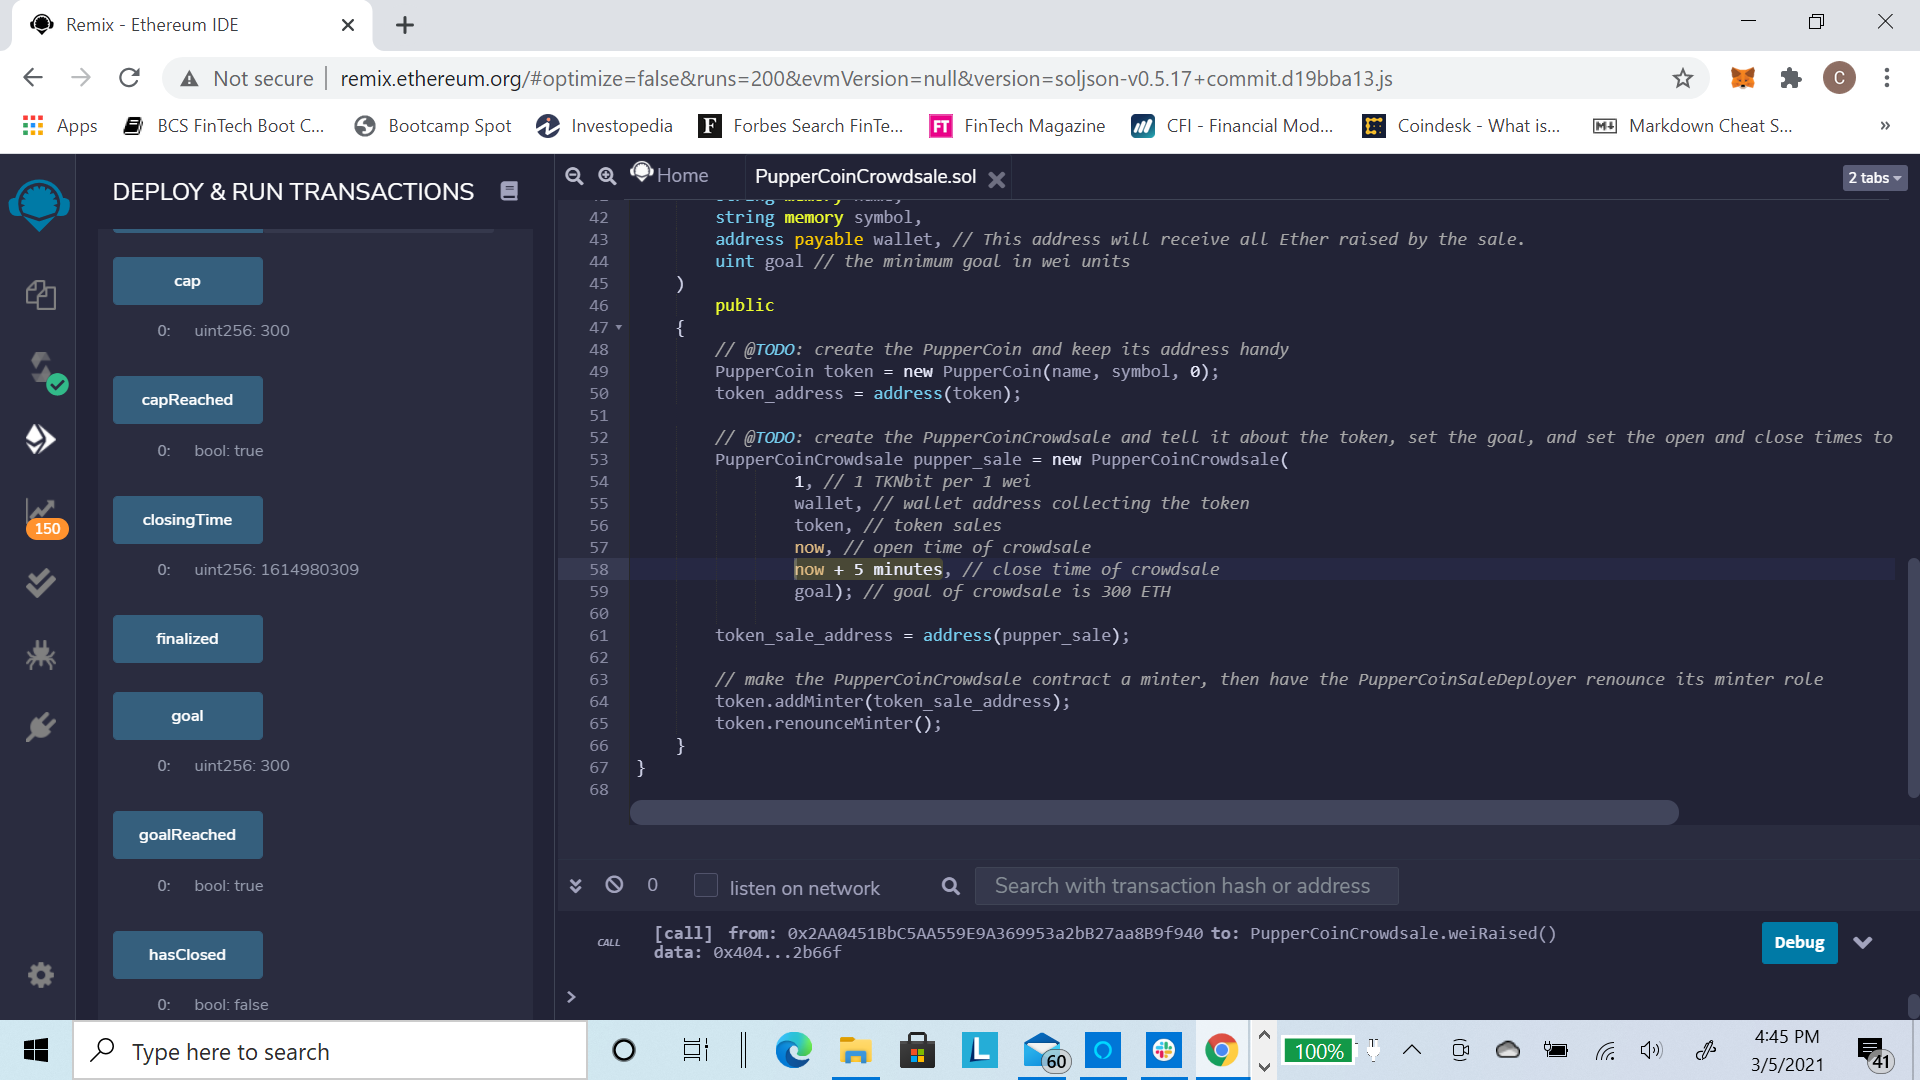 Remix - Ethereum IDE
Not secure
remix.ethereum.org/#optimize=false&runs=200&evmVersion=null&version=soljson-v0.5.17+commit.d19bba13.js
C
Apps
BCS FinTech Boot C...
Bootcamp Spot
Investopedia
F
Forbes Search FinTe...
FT
FinTech Magazine
CFI - Financial Mod...
Coindesk - What is...
Markdown Cheat S...
»
DEPLOY & RUN TRANSACTIONS
Home
PupperCoinCrowdsale.sol
2 tabs
cap
0: uint256: 300
capReached
0: bool: true
closingTime
0: uint256: 1614980309
finalized
goal
0: uint256: 300
goalReached
0: bool: true
hasClosed
0: bool: false
150
42 string memory symbol,
43 address payable wallet, // This address will receive all Ether raised by the sale.
44 uint goal // the minimum goal in wei units
45 )
46 public
47 {
48 // @TODO: create the PupperCoin and keep its address handy
49 PupperCoin token = new PupperCoin(name, symbol, 0);
50 token_address = address(token);
51
52 // @TODO: create the PupperCoinCrowdsale and tell it about the token, set the goal, and set the open and close times to
53 PupperCoinCrowdsale pupper_sale = new PupperCoinCrowdsale(
54 1, // 1 TKNbit per 1 wei
55 wallet, // wallet address collecting the token
56 token, // token sales
57 now, // open time of crowdsale
58 now + 5 minutes, // close time of crowdsale
59 goal); // goal of crowdsale is 300 ETH
60
61 token_sale_address = address(pupper_sale);
62
63 // make the PupperCoinCrowdsale contract a minter, then have the PupperCoinSaleDeployer renounce its minter role
64 token.addMinter(token_sale_address);
65 token.renounceMinter();
66 }
67 }
68
0
listen on network
Search with transaction hash or address
CALL
[call] from: 0x2AA0451BbC5AA559E9A369953a2bB27aa8B9f940 to: PupperCoinCrowdsale.weiRaised()
data: 0x404...2b66f
Debug
>
Type here to search
L
60
100%
4:45 PM
3/5/2021
41